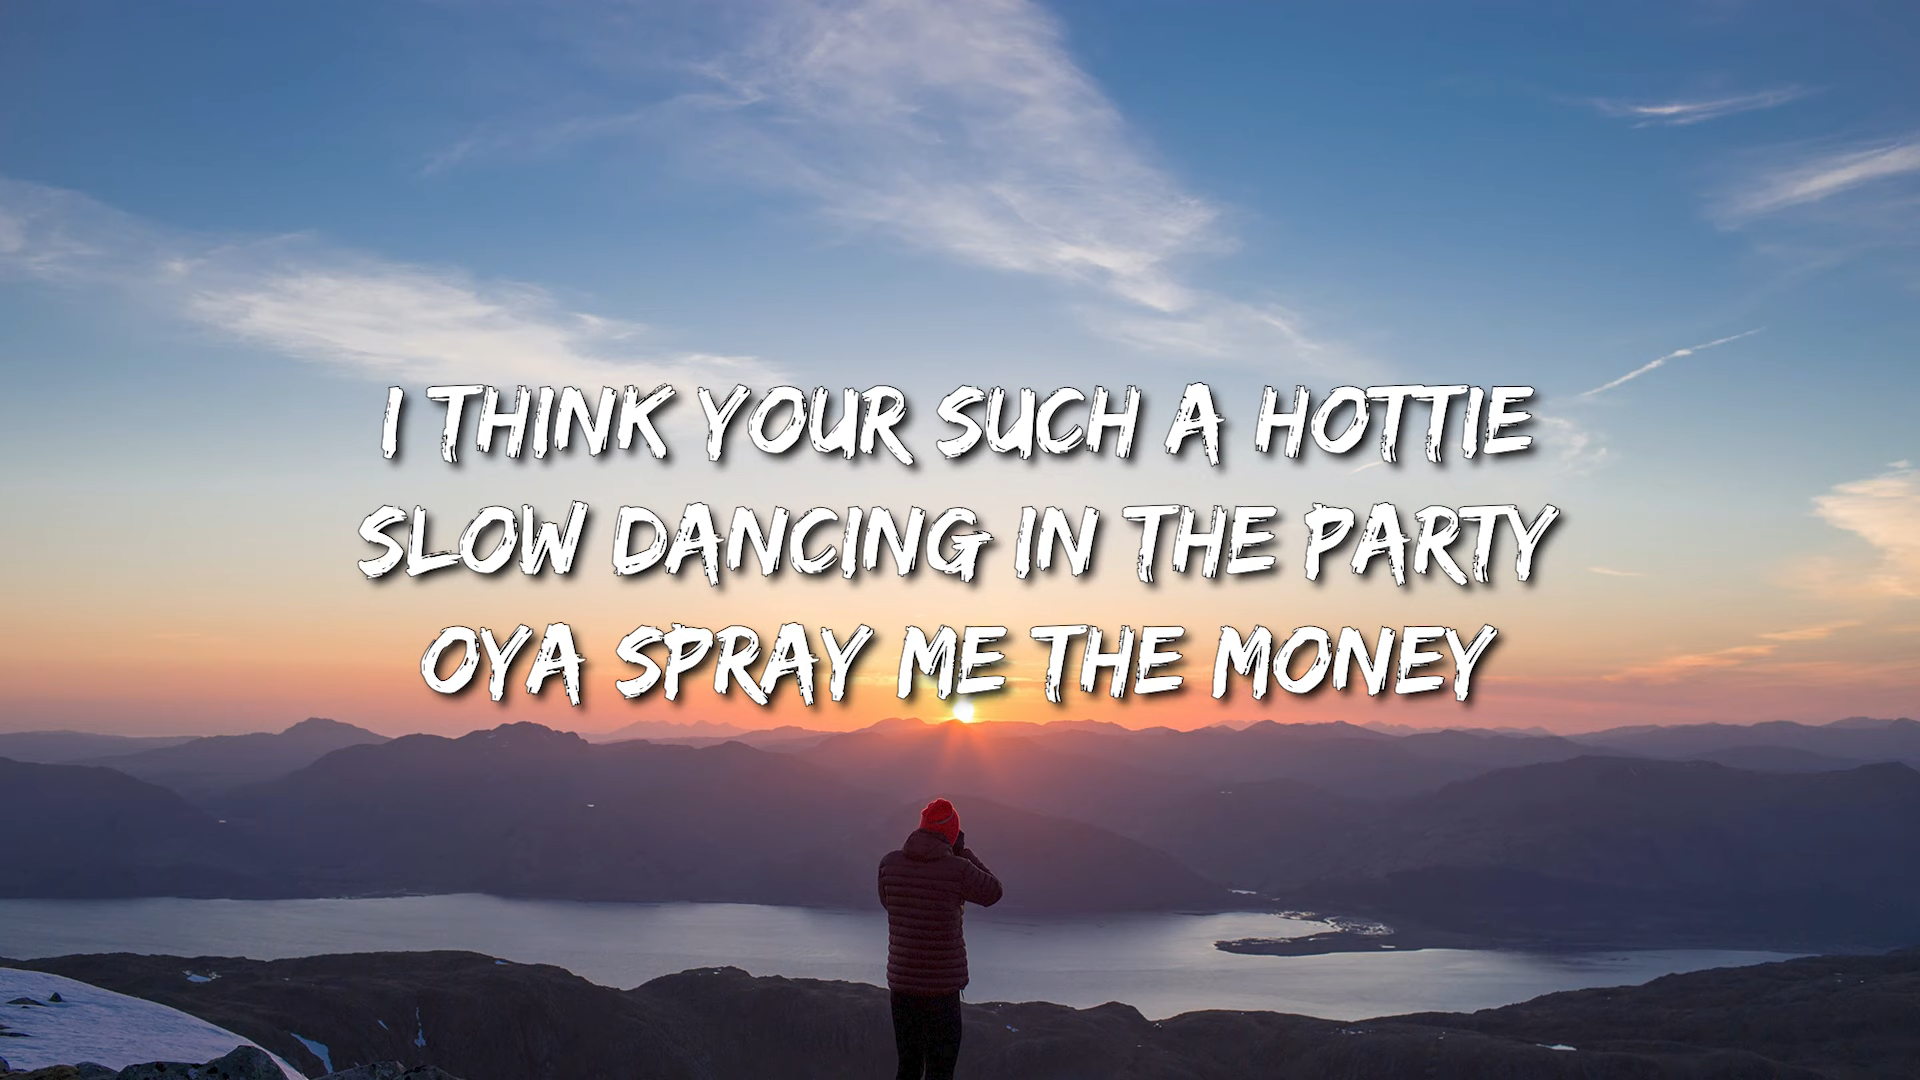 I THINK YOUR SUCH A HOTTIE
SLOW DANCING IN THE PARTY
OYA SPRAY ME THE MONEY